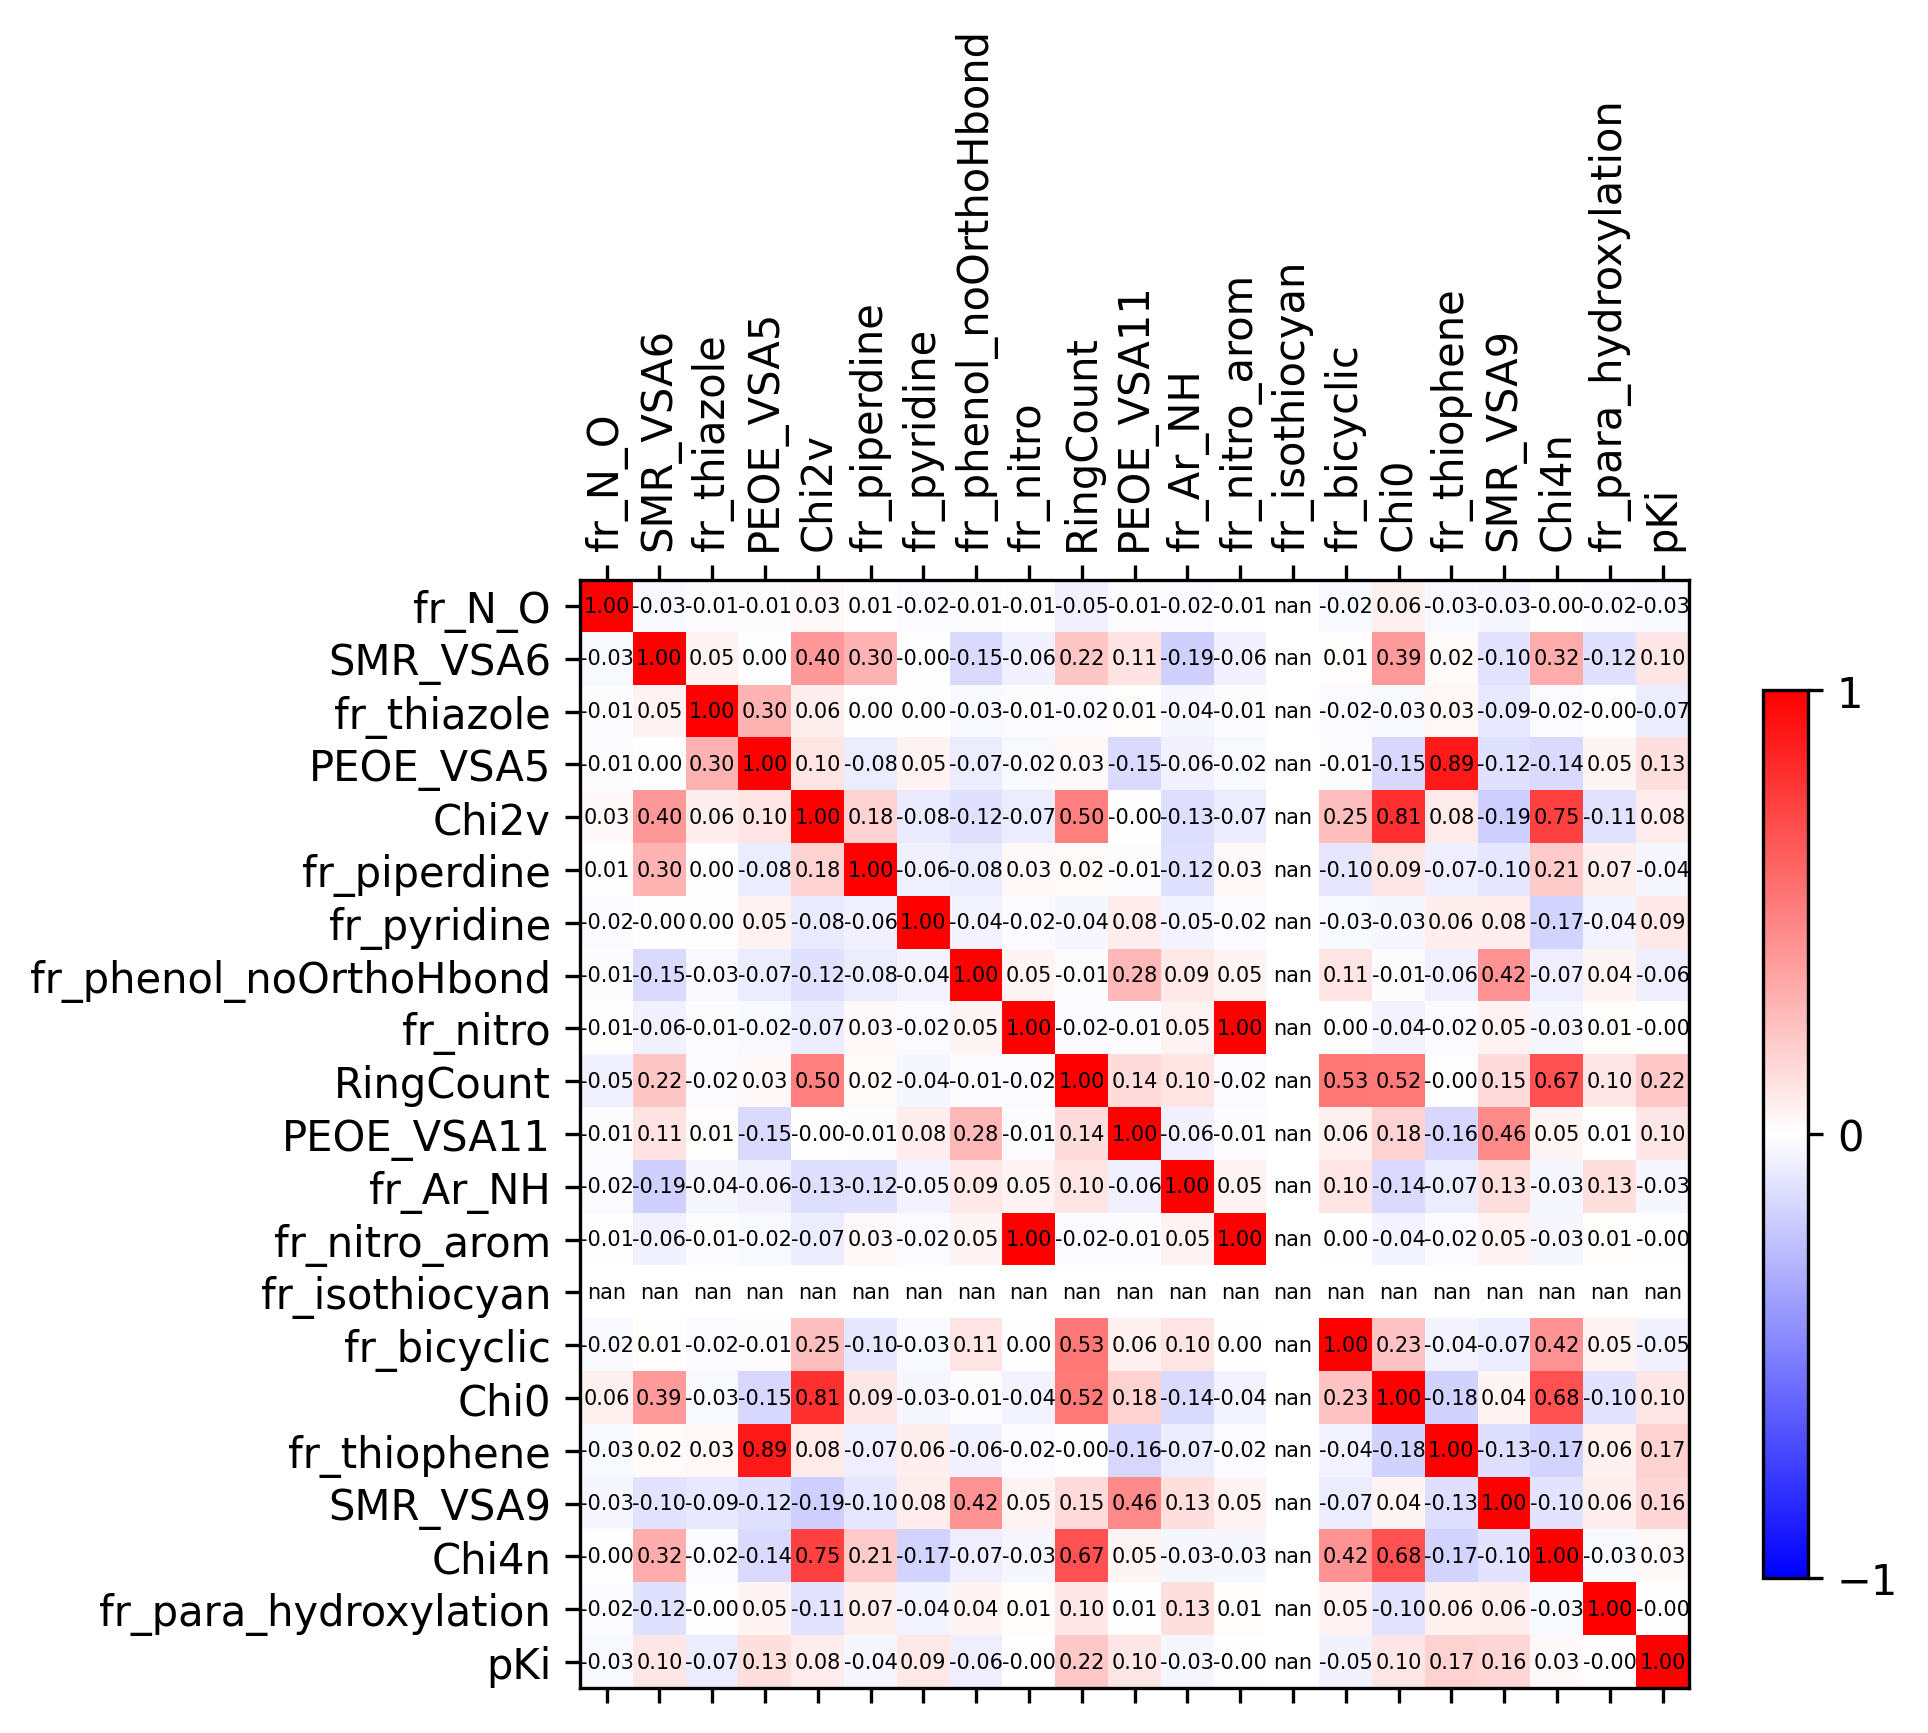 fr_N_O
SMR_VSA6
fr_thiazole
PEOE_VSA5
Chi2v
fr_piperdine
fr_pyridine
fr_phenol_noOrthoHbond
fr_nitro
RingCount
PEOE_VSA11
fr_Ar_NH
fr_nitro_arom
fr_isothiocyan
fr_bicyclic
Chi0
fr_thiophene
SMR_VSA9
Chi4n
fr_para_hydroxylation
pKi
fr_N_O 1.00 -0.03 -0.01 -0.01 0.03 0.01 -0.02 -0.01 -0.01 -0.05 -0.01 -0.02 -0.01 nan -0.02 0.06 -0.03 -0.03 -0.00 -0.02 -0.03
SMR_VSA6 -0.03 1.00 0.05 0.00 0.40 0.30 -0.00 -0.15 -0.06 0.22 0.11 -0.19 -0.06 nan 0.01 0.39 0.02 -0.10 0.32 -0.12 0.10
fr_thiazole -0.01 0.05 1.00 0.30 0.06 0.00 0.00 -0.03 -0.01 -0.02 0.01 -0.04 -0.01 nan -0.02 -0.03 0.03 -0.09 -0.02 -0.00 -0.07
PEOE_VSA5 -0.01 0.00 0.30 1.00 0.10 -0.08 0.05 -0.07 -0.02 0.03 -0.15 -0.06 -0.02 nan -0.01 -0.15 0.89 -0.12 -0.14 0.05 0.13
Chi2v 0.03 0.40 0.06 0.10 1.00 0.18 -0.08 -0.12 -0.07 0.50 -0.00 -0.13 -0.07 nan 0.25 0.81 0.08 -0.19 0.75 -0.11 0.08
fr_piperdine 0.01 0.30 0.00 -0.08 0.18 1.00 -0.06 -0.08 0.03 0.02 -0.01 -0.12 0.03 nan -0.10 0.09 -0.07 -0.10 0.21 0.07 -0.04
fr_pyridine -0.02 -0.00 0.00 0.05 -0.08 -0.06 1.00 -0.04 -0.02 -0.04 0.08 -0.05 -0.02 nan -0.03 -0.03 0.06 0.08 -0.17 -0.04 0.09
fr_phenol_noOrthoHbond -0.01 -0.15 -0.03 -0.07 -0.12 -0.08 -0.04 1.00 0.05 -0.01 0.28 0.09 0.05 nan 0.11 -0.01 -0.06 0.42 -0.07 0.04 -0.06
fr_nitro -0.01 -0.06 -0.01 -0.02 -0.07 0.03 -0.02 0.05 1.00 -0.02 -0.01 0.05 1.00 nan 0.00 -0.04 -0.02 0.05 -0.03 0.01 -0.00
RingCount -0.05 0.22 -0.02 0.03 0.50 0.02 -0.04 -0.01 -0.02 1.00 0.14 0.10 -0.02 nan 0.53 0.52 -0.00 0.15 0.67 0.10 0.22
PEOE_VSA11 -0.01 0.11 0.01 -0.15 -0.00 -0.01 0.08 0.28 -0.01 0.14 1.00 -0.06 -0.01 nan 0.06 0.18 -0.16 0.46 0.05 0.01 0.10
fr_Ar_NH -0.02 -0.19 -0.04 -0.06 -0.13 -0.12 -0.05 0.09 0.05 0.10 -0.06 1.00 0.05 nan 0.10 -0.14 -0.07 0.13 -0.03 0.13 -0.03
fr_nitro_arom -0.01 -0.06 -0.01 -0.02 -0.07 0.03 -0.02 0.05 1.00 -0.02 -0.01 0.05 1.00 nan 0.00 -0.04 -0.02 0.05 -0.03 0.01 -0.00
fr_isothiocyan nan nan nan nan nan nan nan nan nan nan nan nan nan nan nan nan nan nan nan nan nan
fr_bicyclic -0.02 0.01 -0.02 -0.01 0.25 -0.10 -0.03 0.11 0.00 0.53 0.06 0.10 0.00 nan 1.00 0.23 -0.04 -0.07 0.42 0.05 -0.05
Chi0 0.06 0.39 -0.03 -0.15 0.81 0.09 -0.03 -0.01 -0.04 0.52 0.18 -0.14 -0.04 nan 0.23 1.00 -0.18 0.04 0.68 -0.10 0.10
fr_thiophene -0.03 0.02 0.03 0.89 0.08 -0.07 0.06 -0.06 -0.02 -0.00 -0.16 -0.07 -0.02 nan -0.04 -0.18 1.00 -0.13 -0.17 0.06 0.17
SMR_VSA9 -0.03 -0.10 -0.09 -0.12 -0.19 -0.10 0.08 0.42 0.05 0.15 0.46 0.13 0.05 nan -0.07 0.04 -0.13 1.00 -0.10 0.06 0.16
Chi4n -0.00 0.32 -0.02 -0.14 0.75 0.21 -0.17 -0.07 -0.03 0.67 0.05 -0.03 -0.03 nan 0.42 0.68 -0.17 -0.10 1.00 -0.03 0.03
fr_para_hydroxylation -0.02 -0.12 -0.00 0.05 -0.11 0.07 -0.04 0.04 0.01 0.10 0.01 0.13 0.01 nan 0.05 -0.10 0.06 0.06 -0.03 1.00 -0.00
pKi -0.03 0.10 -0.07 0.13 0.08 -0.04 0.09 -0.06 -0.00 0.22 0.10 -0.03 -0.00 nan -0.05 0.10 0.17 0.16 0.03 -0.00 1.00
1
0
−1